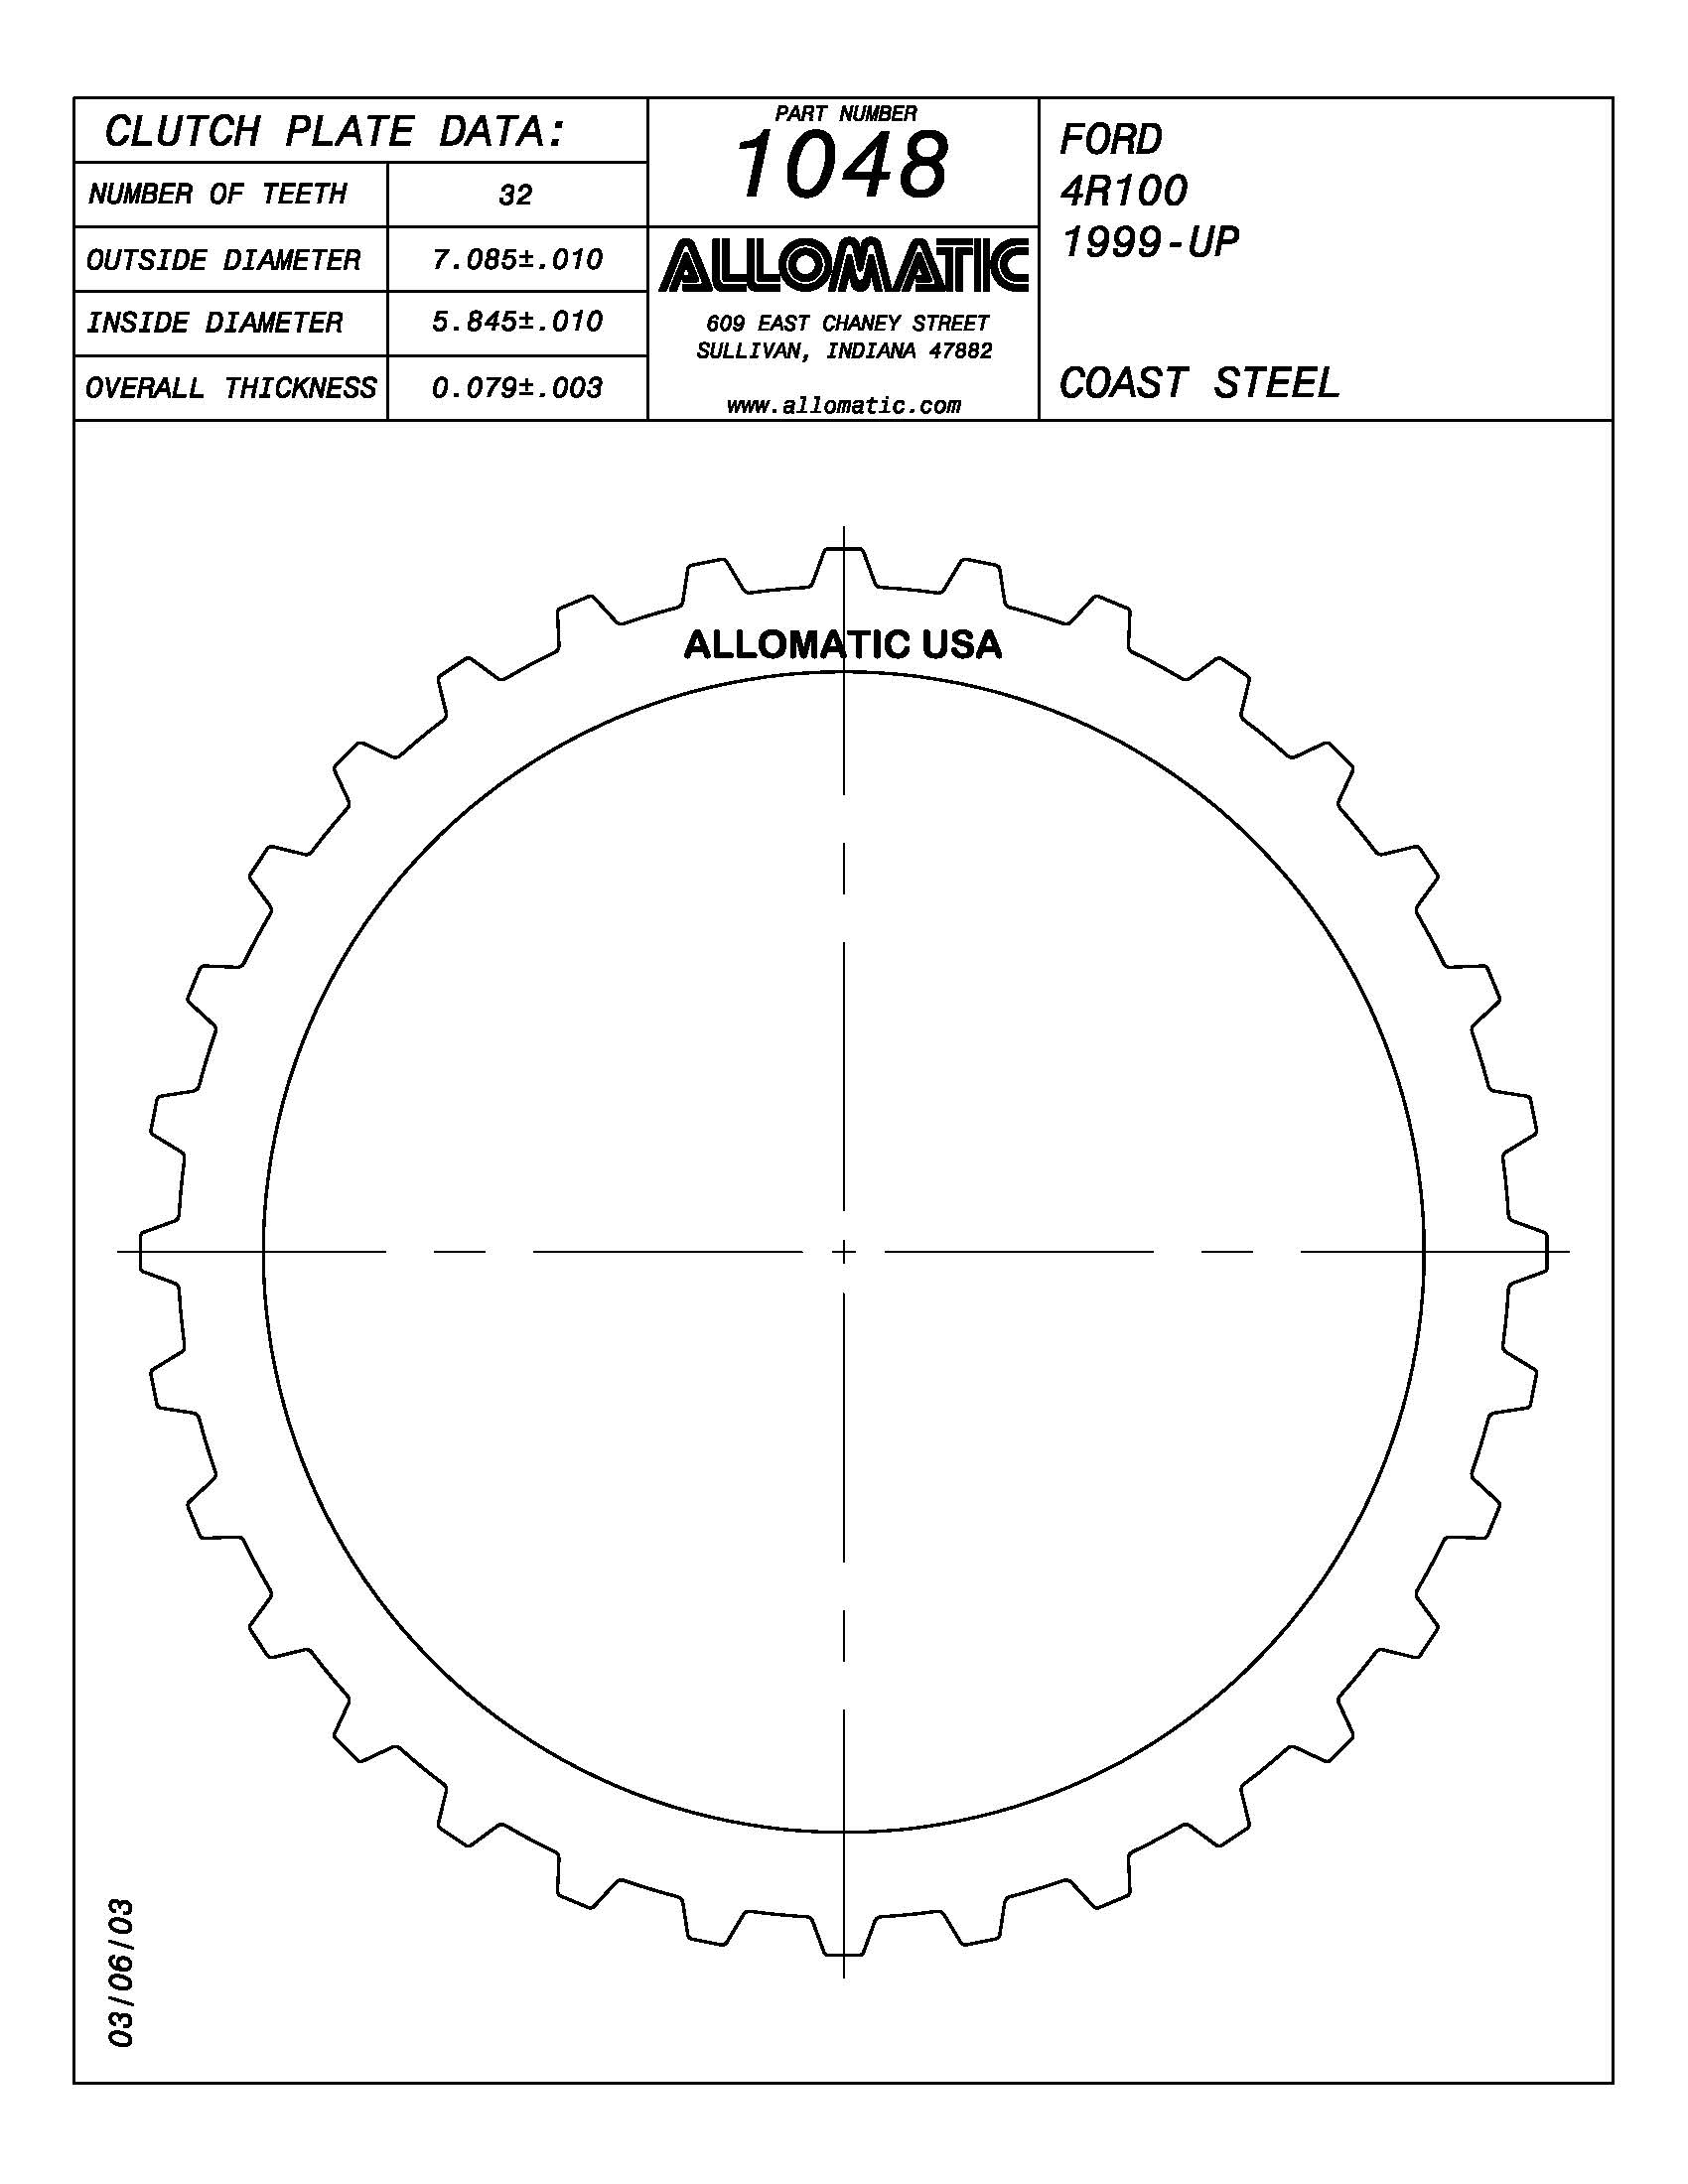 CLUTCH PLATE DATA:
NUMBER OF TEETH 32
OUTSIDE DIAMETER 7.085±.010
INSIDE DIAMETER 5.845±.010
OVERALL THICKNESS 0.079±.003
PART NUMBER
1048
ALLOMATIC
609 EAST CHANEY STREET
SULLIVAN, INDIANA 47882
www.allomatic.com
FORD
4R100
1999-UP
COAST STEEL
ALLOMATIC USA
03/06/03